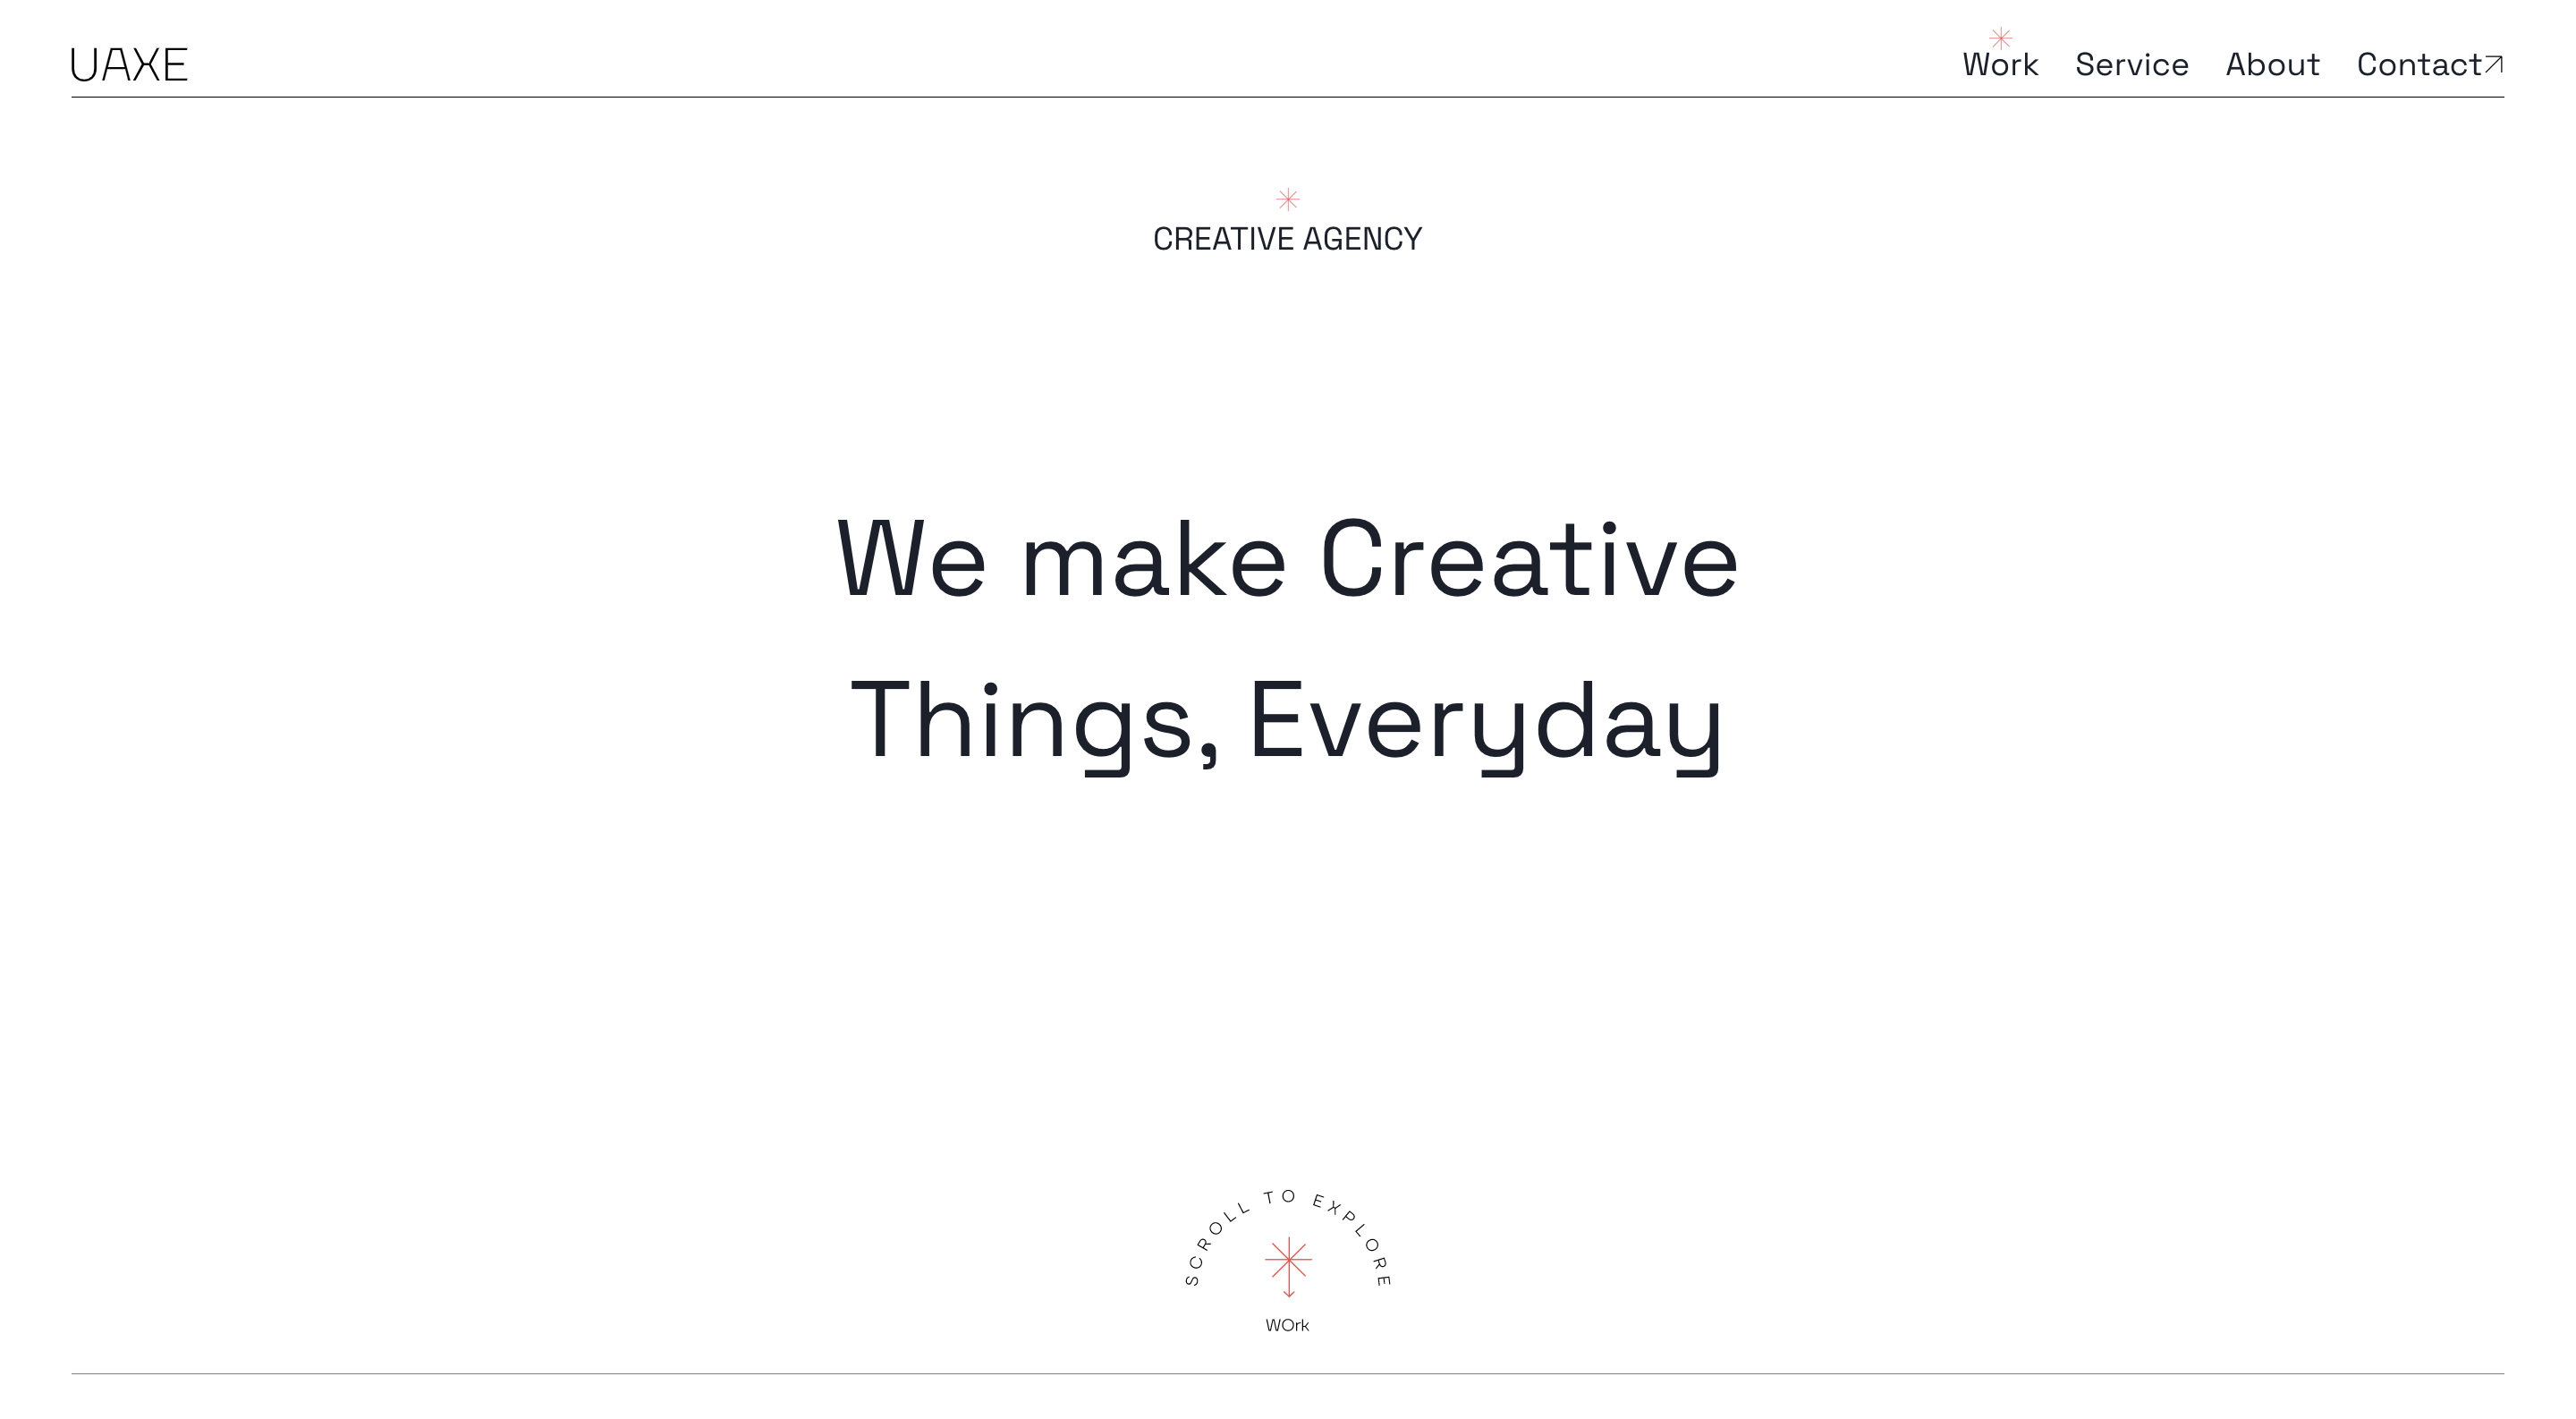 UAXE
Work Service About Contact
CREATIVE AGENCY
We make Creative
Things, Everyday
SCROLL TO EXPLORE
WOrk